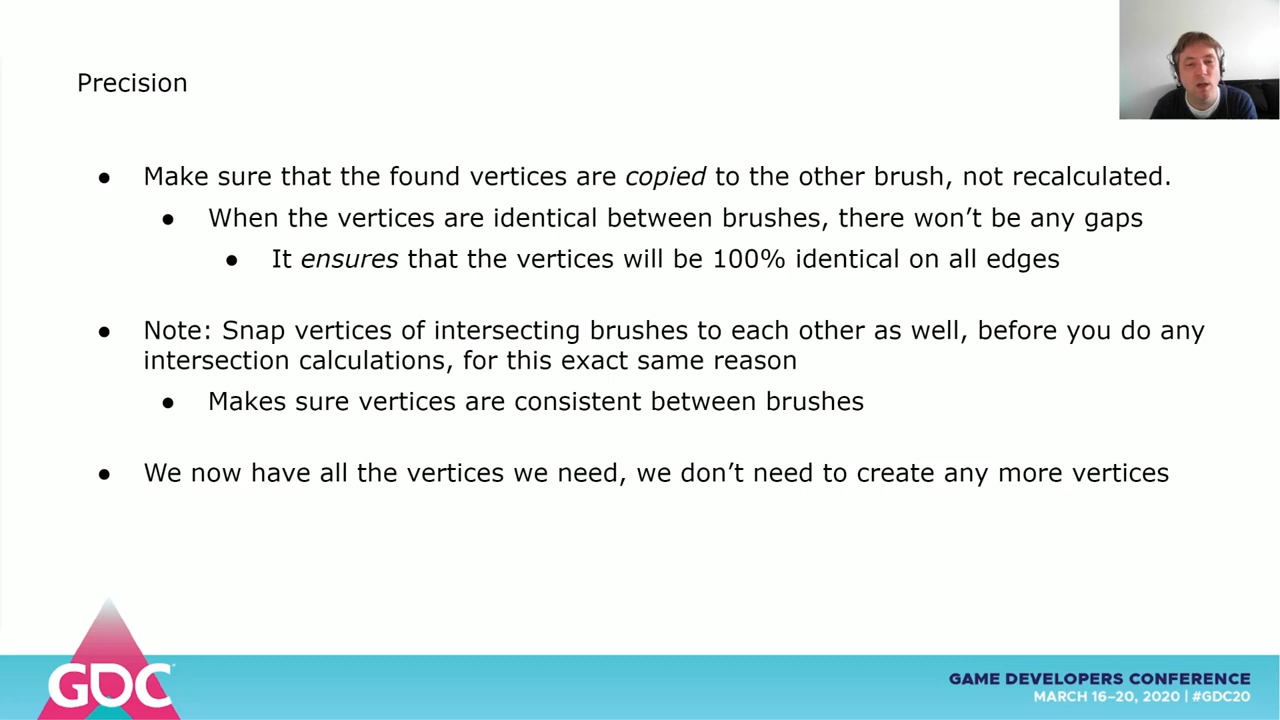 Precision
● Make sure that the found vertices are copied to the other brush, not recalculated.
● When the vertices are identical between brushes, there won’t be any gaps
● It ensures that the vertices will be 100% identical on all edges
● Note: Snap vertices of intersecting brushes to each other as well, before you do any
intersection calculations, for this exact same reason
● Makes sure vertices are consistent between brushes
● We now have all the vertices we need, we don’t need to create any more vertices
GDC
GAME DEVELOPERS CONFERENCE
MARCH 16–20, 2020 | #GDC20